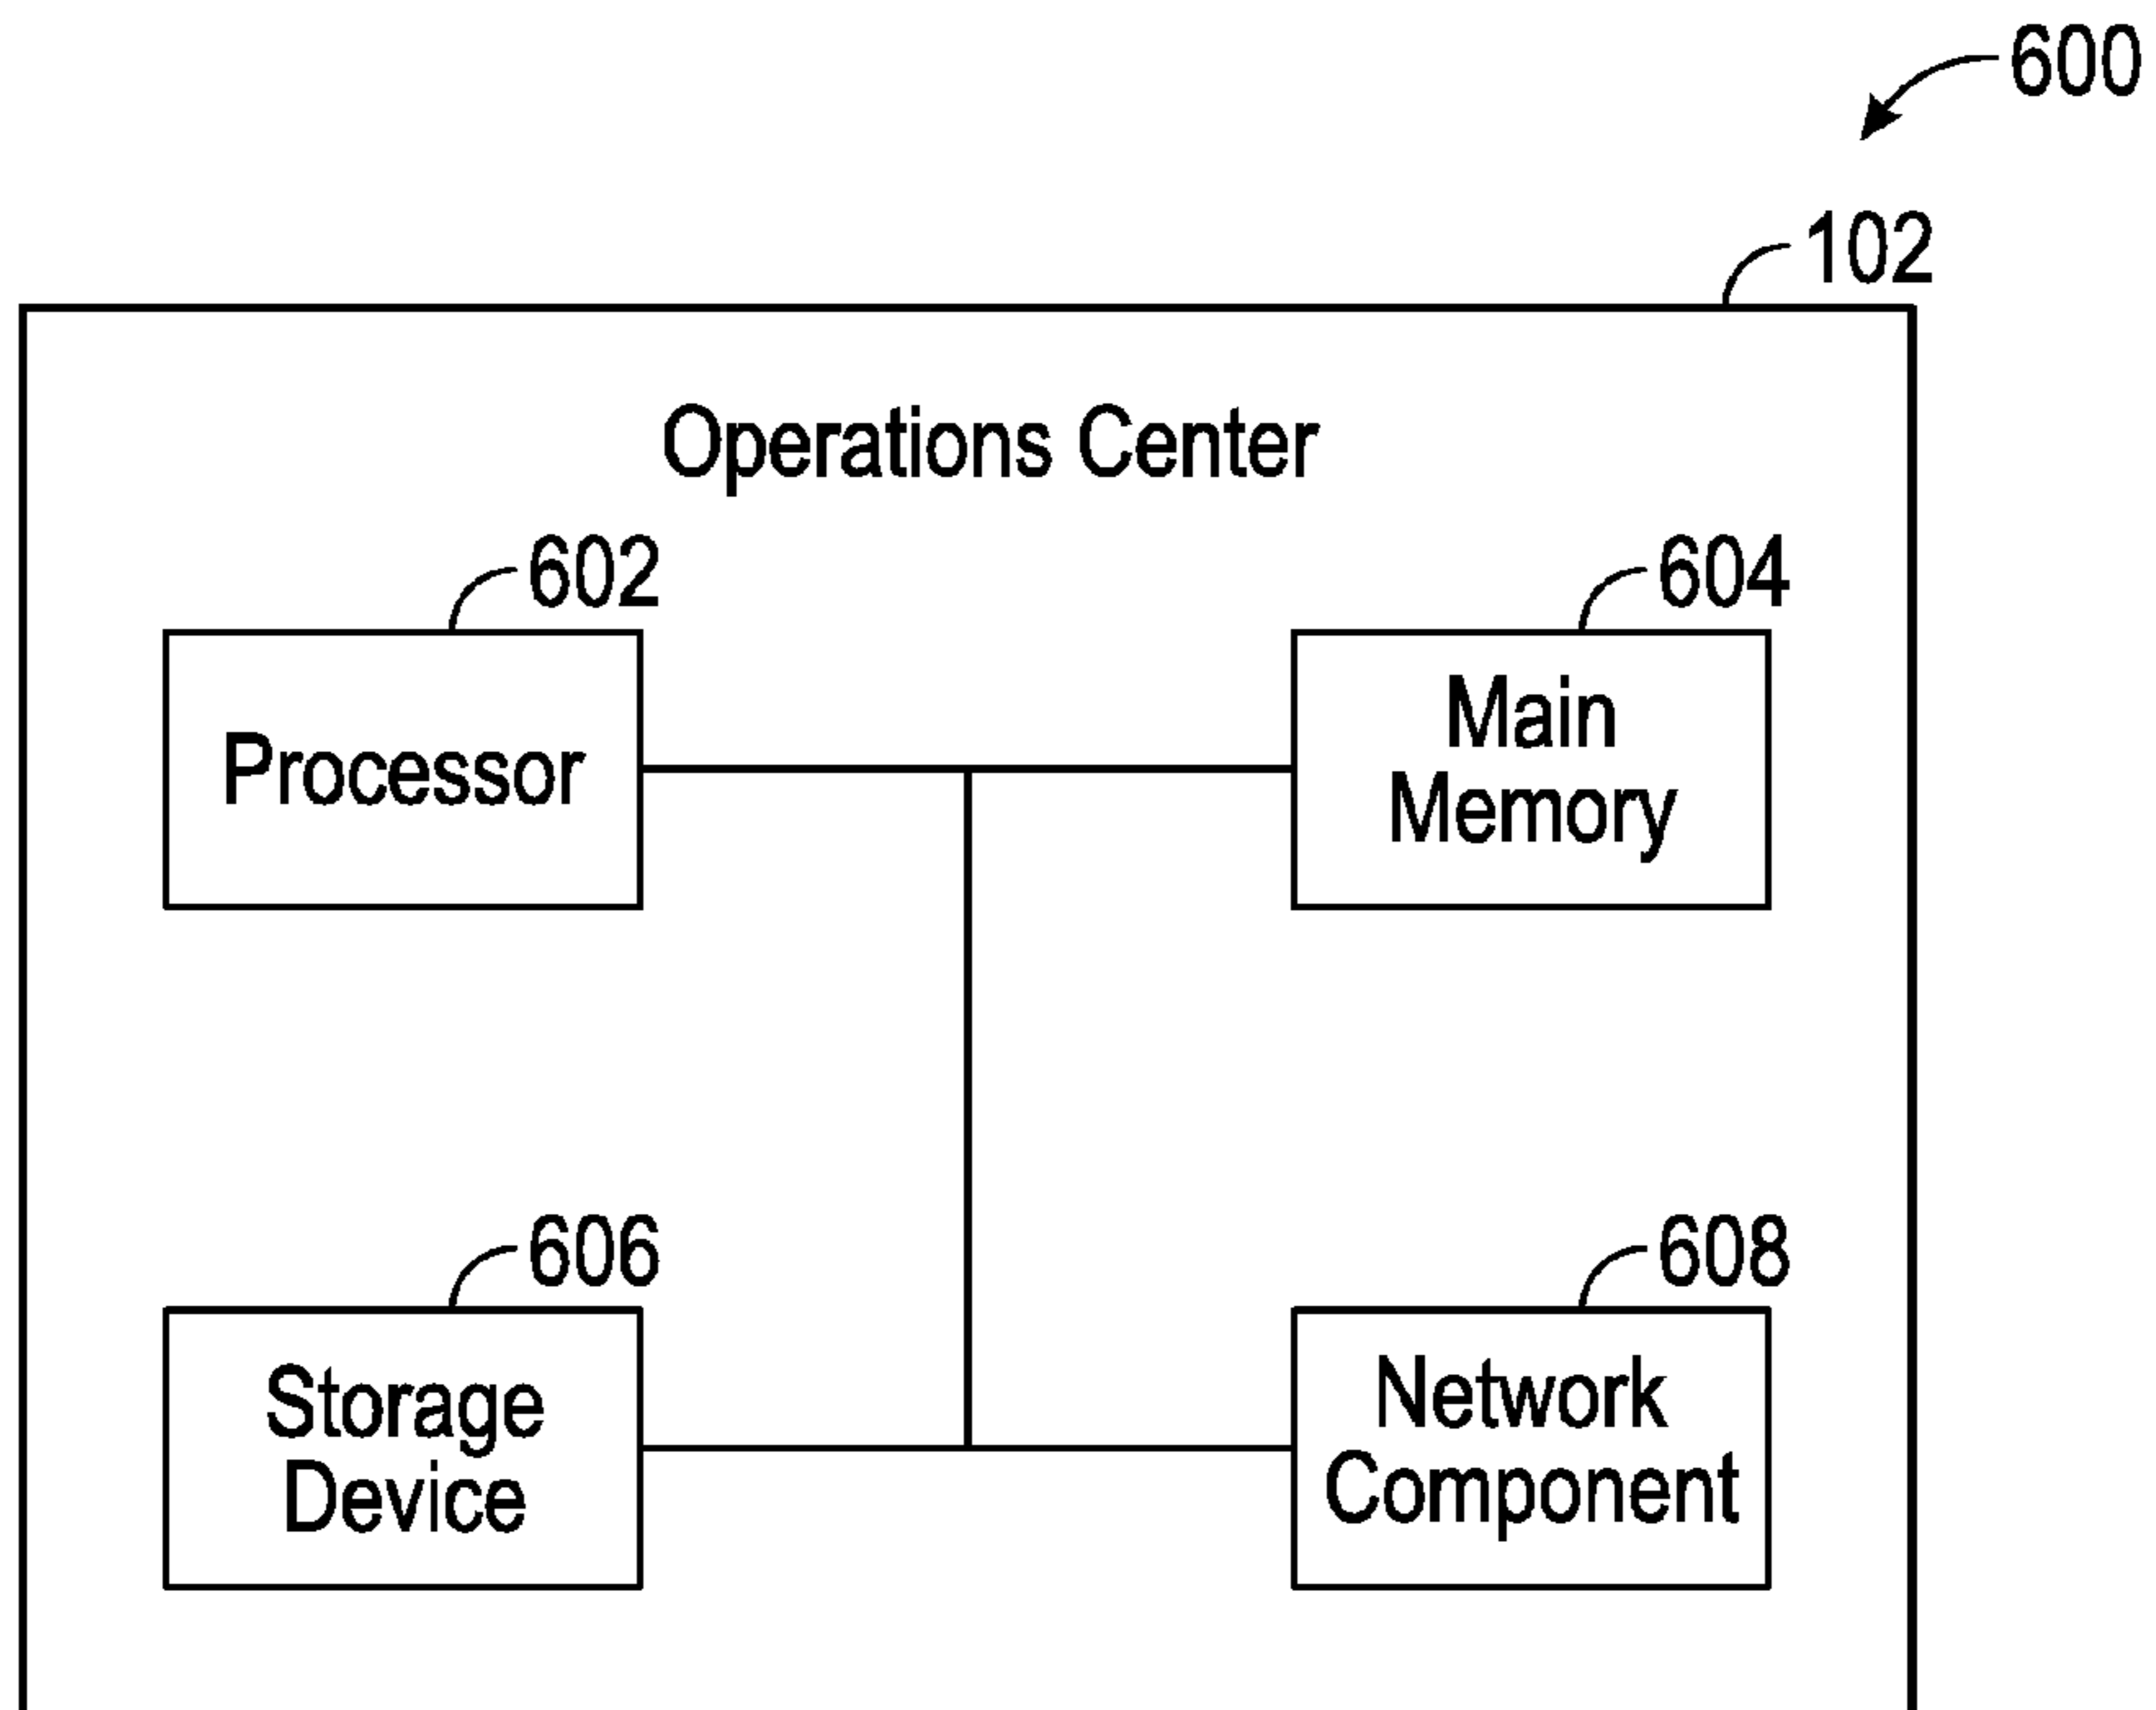 600
102
Operations Center
602
604
Processor
Main
Memory
606
608
Storage
Device
Network
Component